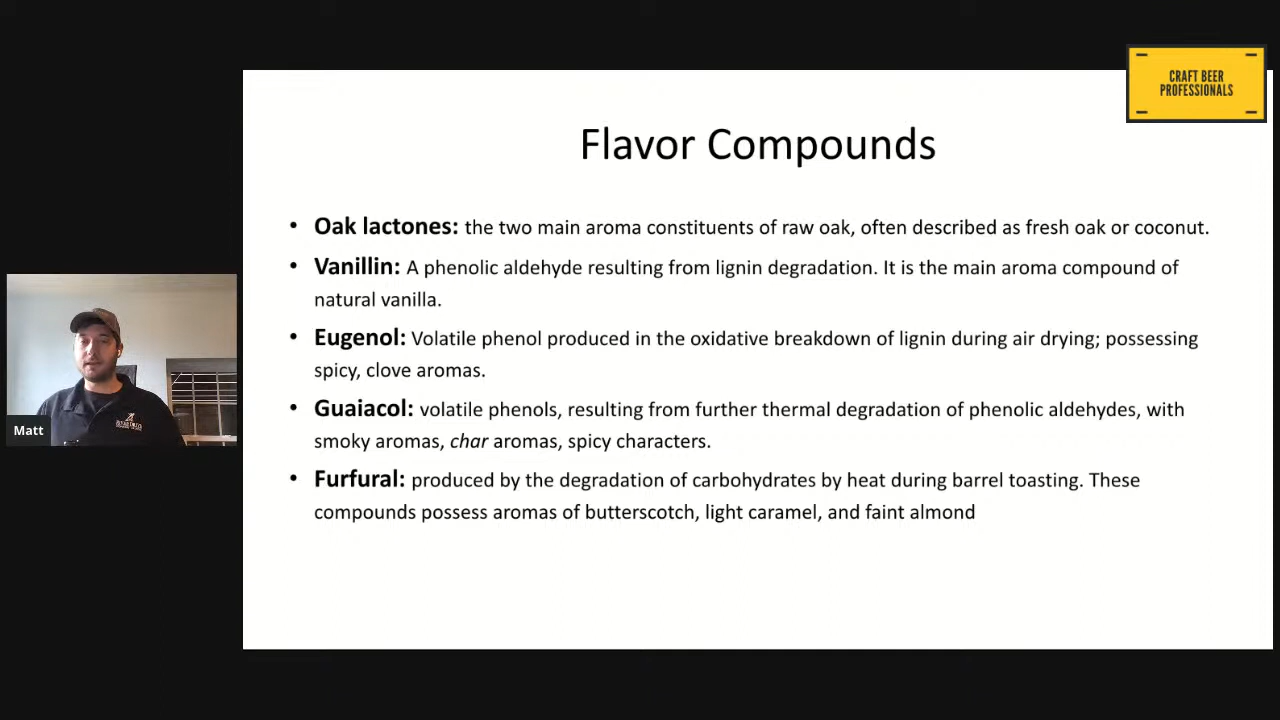 CRAFT BEER
PROFESSIONALS
Flavor Compounds
• Oak lactones: the two main aroma constituents of raw oak, often described as fresh oak or coconut.
• Vanillin: A phenolic aldehyde resulting from lignin degradation. It is the main aroma compound of
natural vanilla.
• Eugenol: Volatile phenol produced in the oxidative breakdown of lignin during air drying; possessing
spicy, clove aromas.
• Guaiacol: volatile phenols, resulting from further thermal degradation of phenolic aldehydes, with
smoky aromas, char aromas, spicy characters.
• Furfural: produced by the degradation of carbohydrates by heat during barrel toasting. These
compounds possess aromas of butterscotch, light caramel, and faint almond
Matt